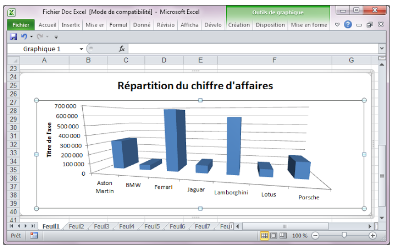 Fichier Doc Excel [Mode de compatibilité] - Microsoft Excel
Outils de graphique
Fichier Accueil Insertic Mise er Formul Donné Révisio Afficha Dévelo Création Disposition Mise en forme
Graphique 1
A B C D E F G
23
24
25
26
27
28
29
30
31
32
33
34
35
36
37
38
39
40
41
Répartition du chiffre d'affaires
Titre de l'axe
700 000
600 000
500 000
400 000
300 000
200 000
100 000
0
Aston Martin
BMW
Ferrari
Jaguar
Lamborghini
Lotus
Porsche
Feuil1 Feuil2 Feuil3 Feuil4 Feuil5 Feuil6 Feuil7 Feui
Prêt 100 %